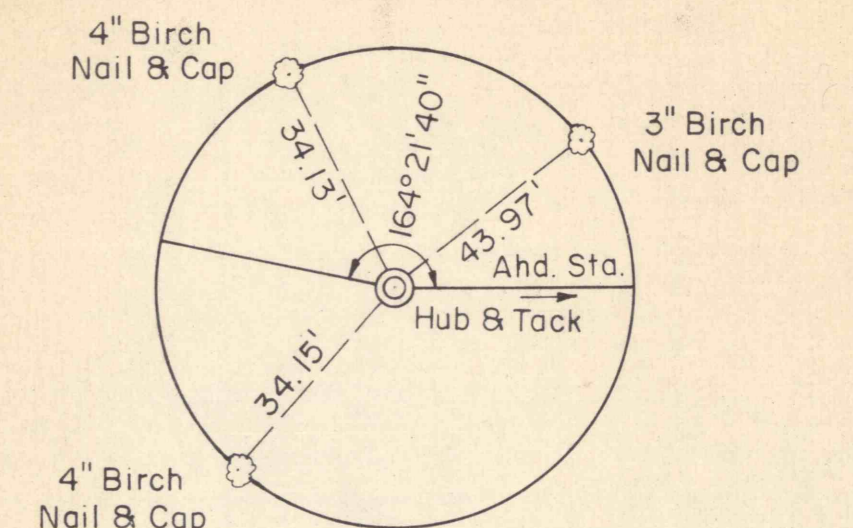 4" Birch
Nail & Cap
3" Birch
Nail & Cap
34.13'
164°21'40"
43.97'
Ahd. Sta.
Hub & Tack
34.15'
4" Birch
Nail & Cap